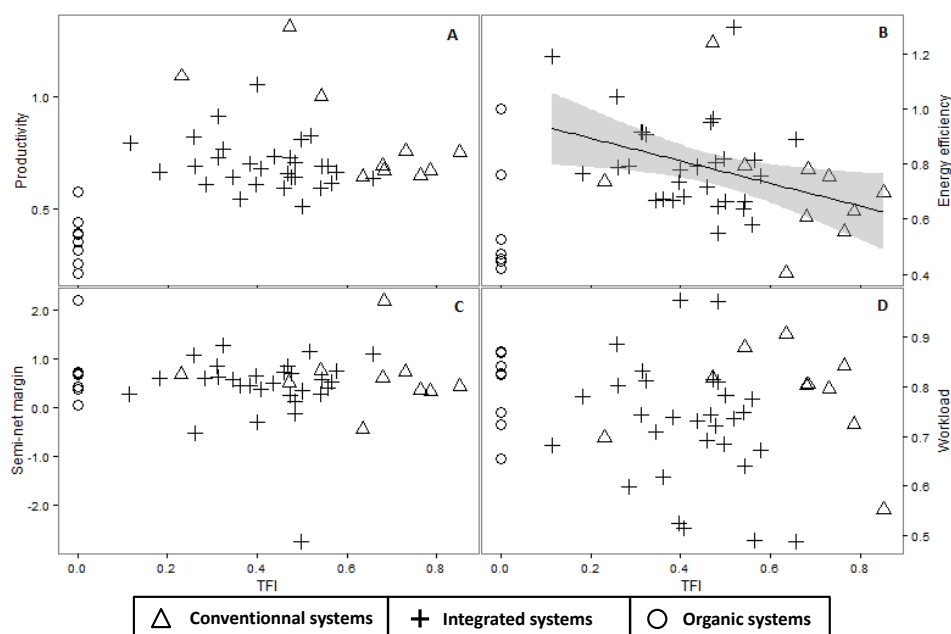 A
B
Productivity
1.0
0.5
Energy efficiency
1.2
1.0
0.8
0.6
0.4
C
D
Semi-net margin
2.0
1.0
0.0
-1.0
-2.0
Workload
0.9
0.8
0.7
0.6
0.5
0.0 0.2 0.4 0.6 0.8
TFI
0.0 0.2 0.4 0.6 0.8
TFI
Conventionnal systems
Integrated systems
Organic systems